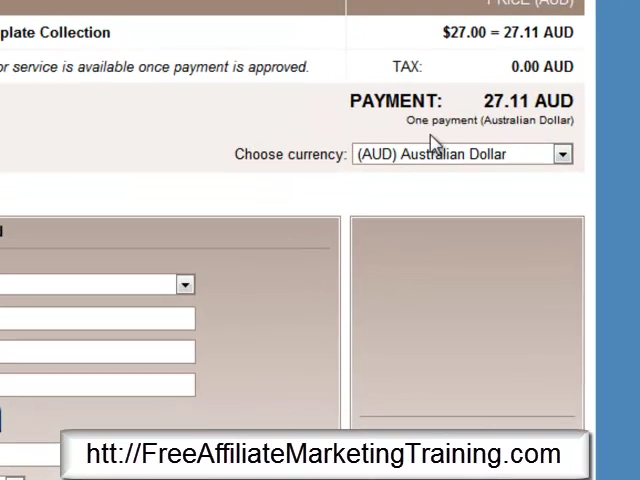 PRICE (AUD)
plate Collection $27.00 = 27.11 AUD
or service is available once payment is approved. TAX: 0.00 AUD
PAYMENT: 27.11 AUD
One payment (Australian Dollar)
Choose currency: (AUD) Australian Dollar
d
htt://FreeAffiliateMarketingTraining.com